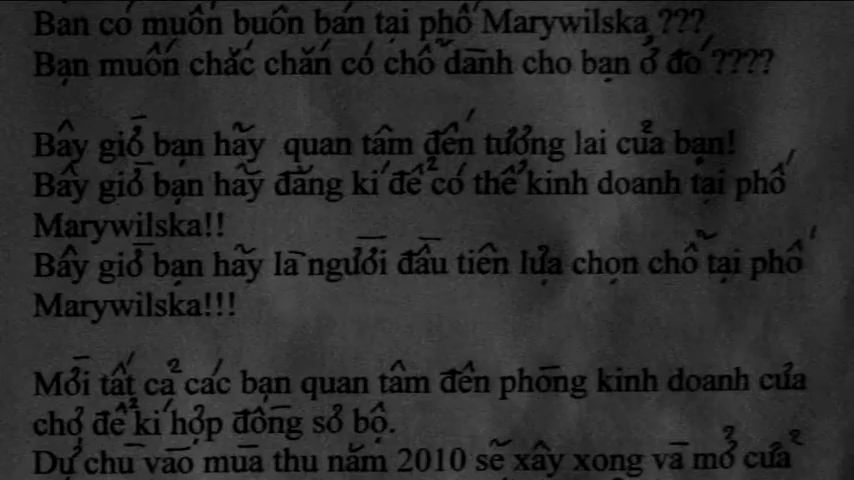 Bạn có muốn buôn bán tại phố Marywilska ???
Bạn muốn chắc chắn có chỗ dành cho bạn ở đó ????
Bây giờ bạn hãy quan tâm đến tương lai của bạn!
Bây giờ bạn hãy đăng kí để có thể kinh doanh tại phố
Marywilska!!
Bây giờ bạn hãy là người đầu tiên lựa chọn chỗ tại phố
Marywilska!!!
Mời tất cả các bạn quan tâm đến phòng kinh doanh của
chợ để kí hợp đồng sơ bộ.
Dự chù vào mùa thu năm 2010 sẽ xây xong và mở cửa